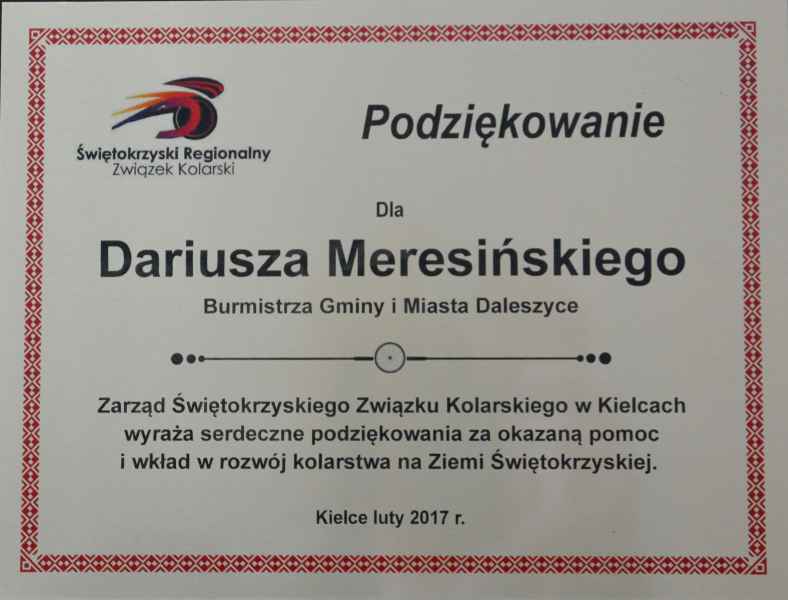 Świętokrzyski Regionalny
Związek Kolarski
Podziękowanie
Dla
Dariusza Meresińskiego
Burmistrza Gminy i Miasta Daleszyce
Zarząd Świętokrzyskiego Związku Kolarskiego w Kielcach
wyraża serdeczne podziękowania za okazaną pomoc
i wkład w rozwój kolarstwa na Ziemi Świętokrzyskiej.
Kielce luty 2017 r.